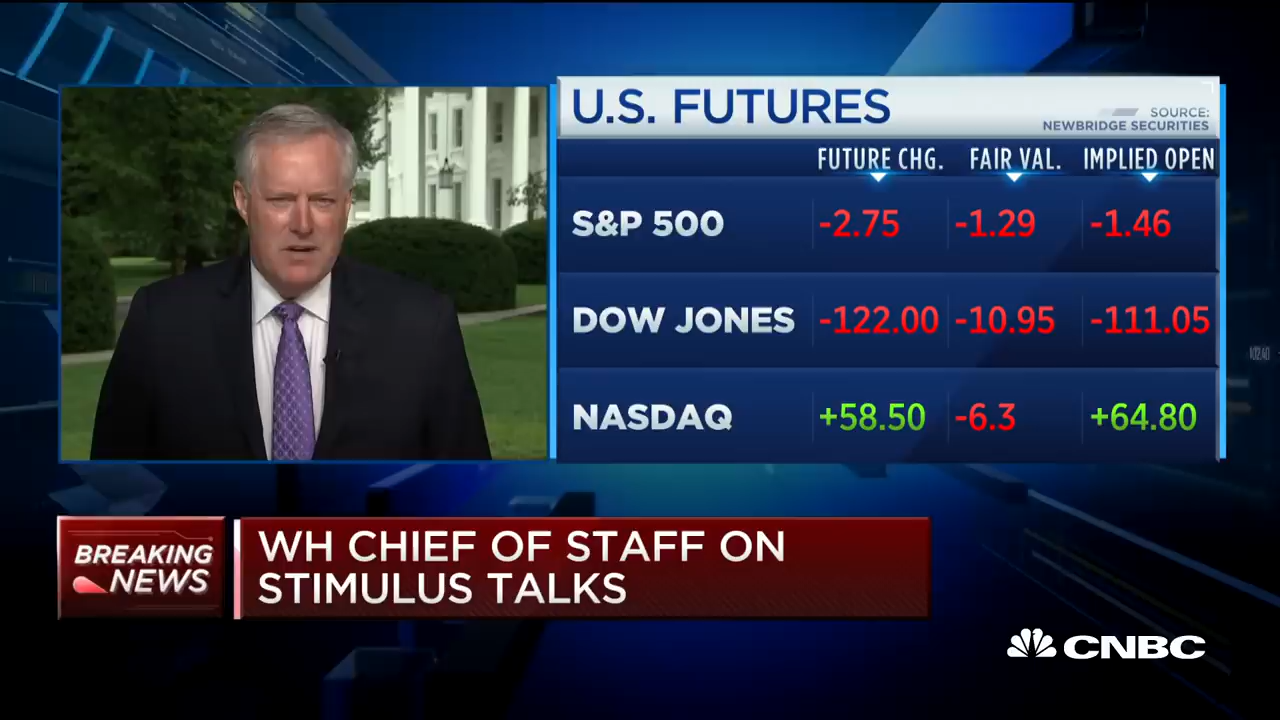 U.S. FUTURES
SOURCE:
NEWBRIDGE SECURITIES
FUTURE CHG. FAIR VAL. IMPLIED OPEN
S&P 500 -2.75 -1.29 -1.46
DOW JONES -122.00 -10.95 -111.05
NASDAQ +58.50 -6.3 +64.80
BREAKING
NEWS
WH CHIEF OF STAFF ON
STIMULUS TALKS
CNBC